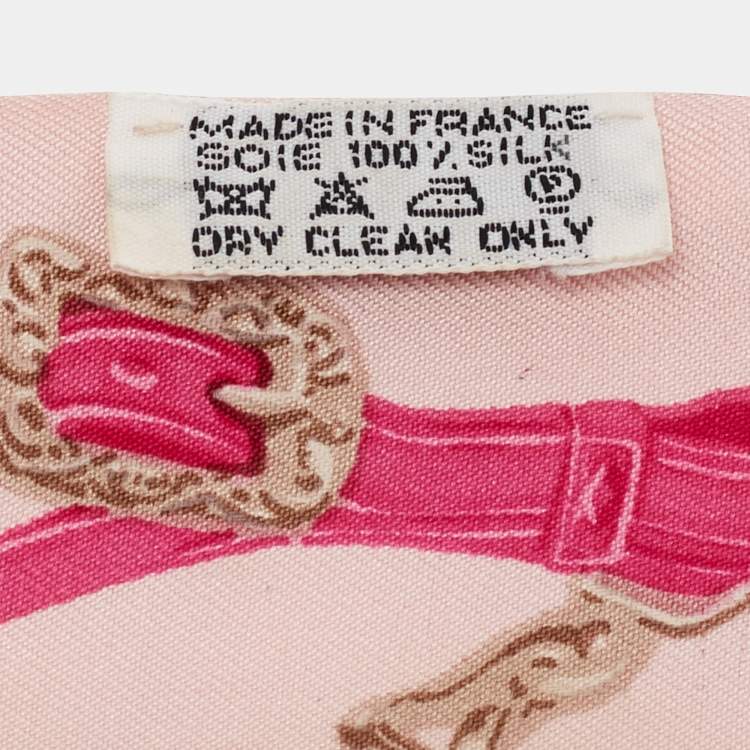 MADE IN FRANCE
SOIE 100% SILK
P
DRY CLEAN ONLY